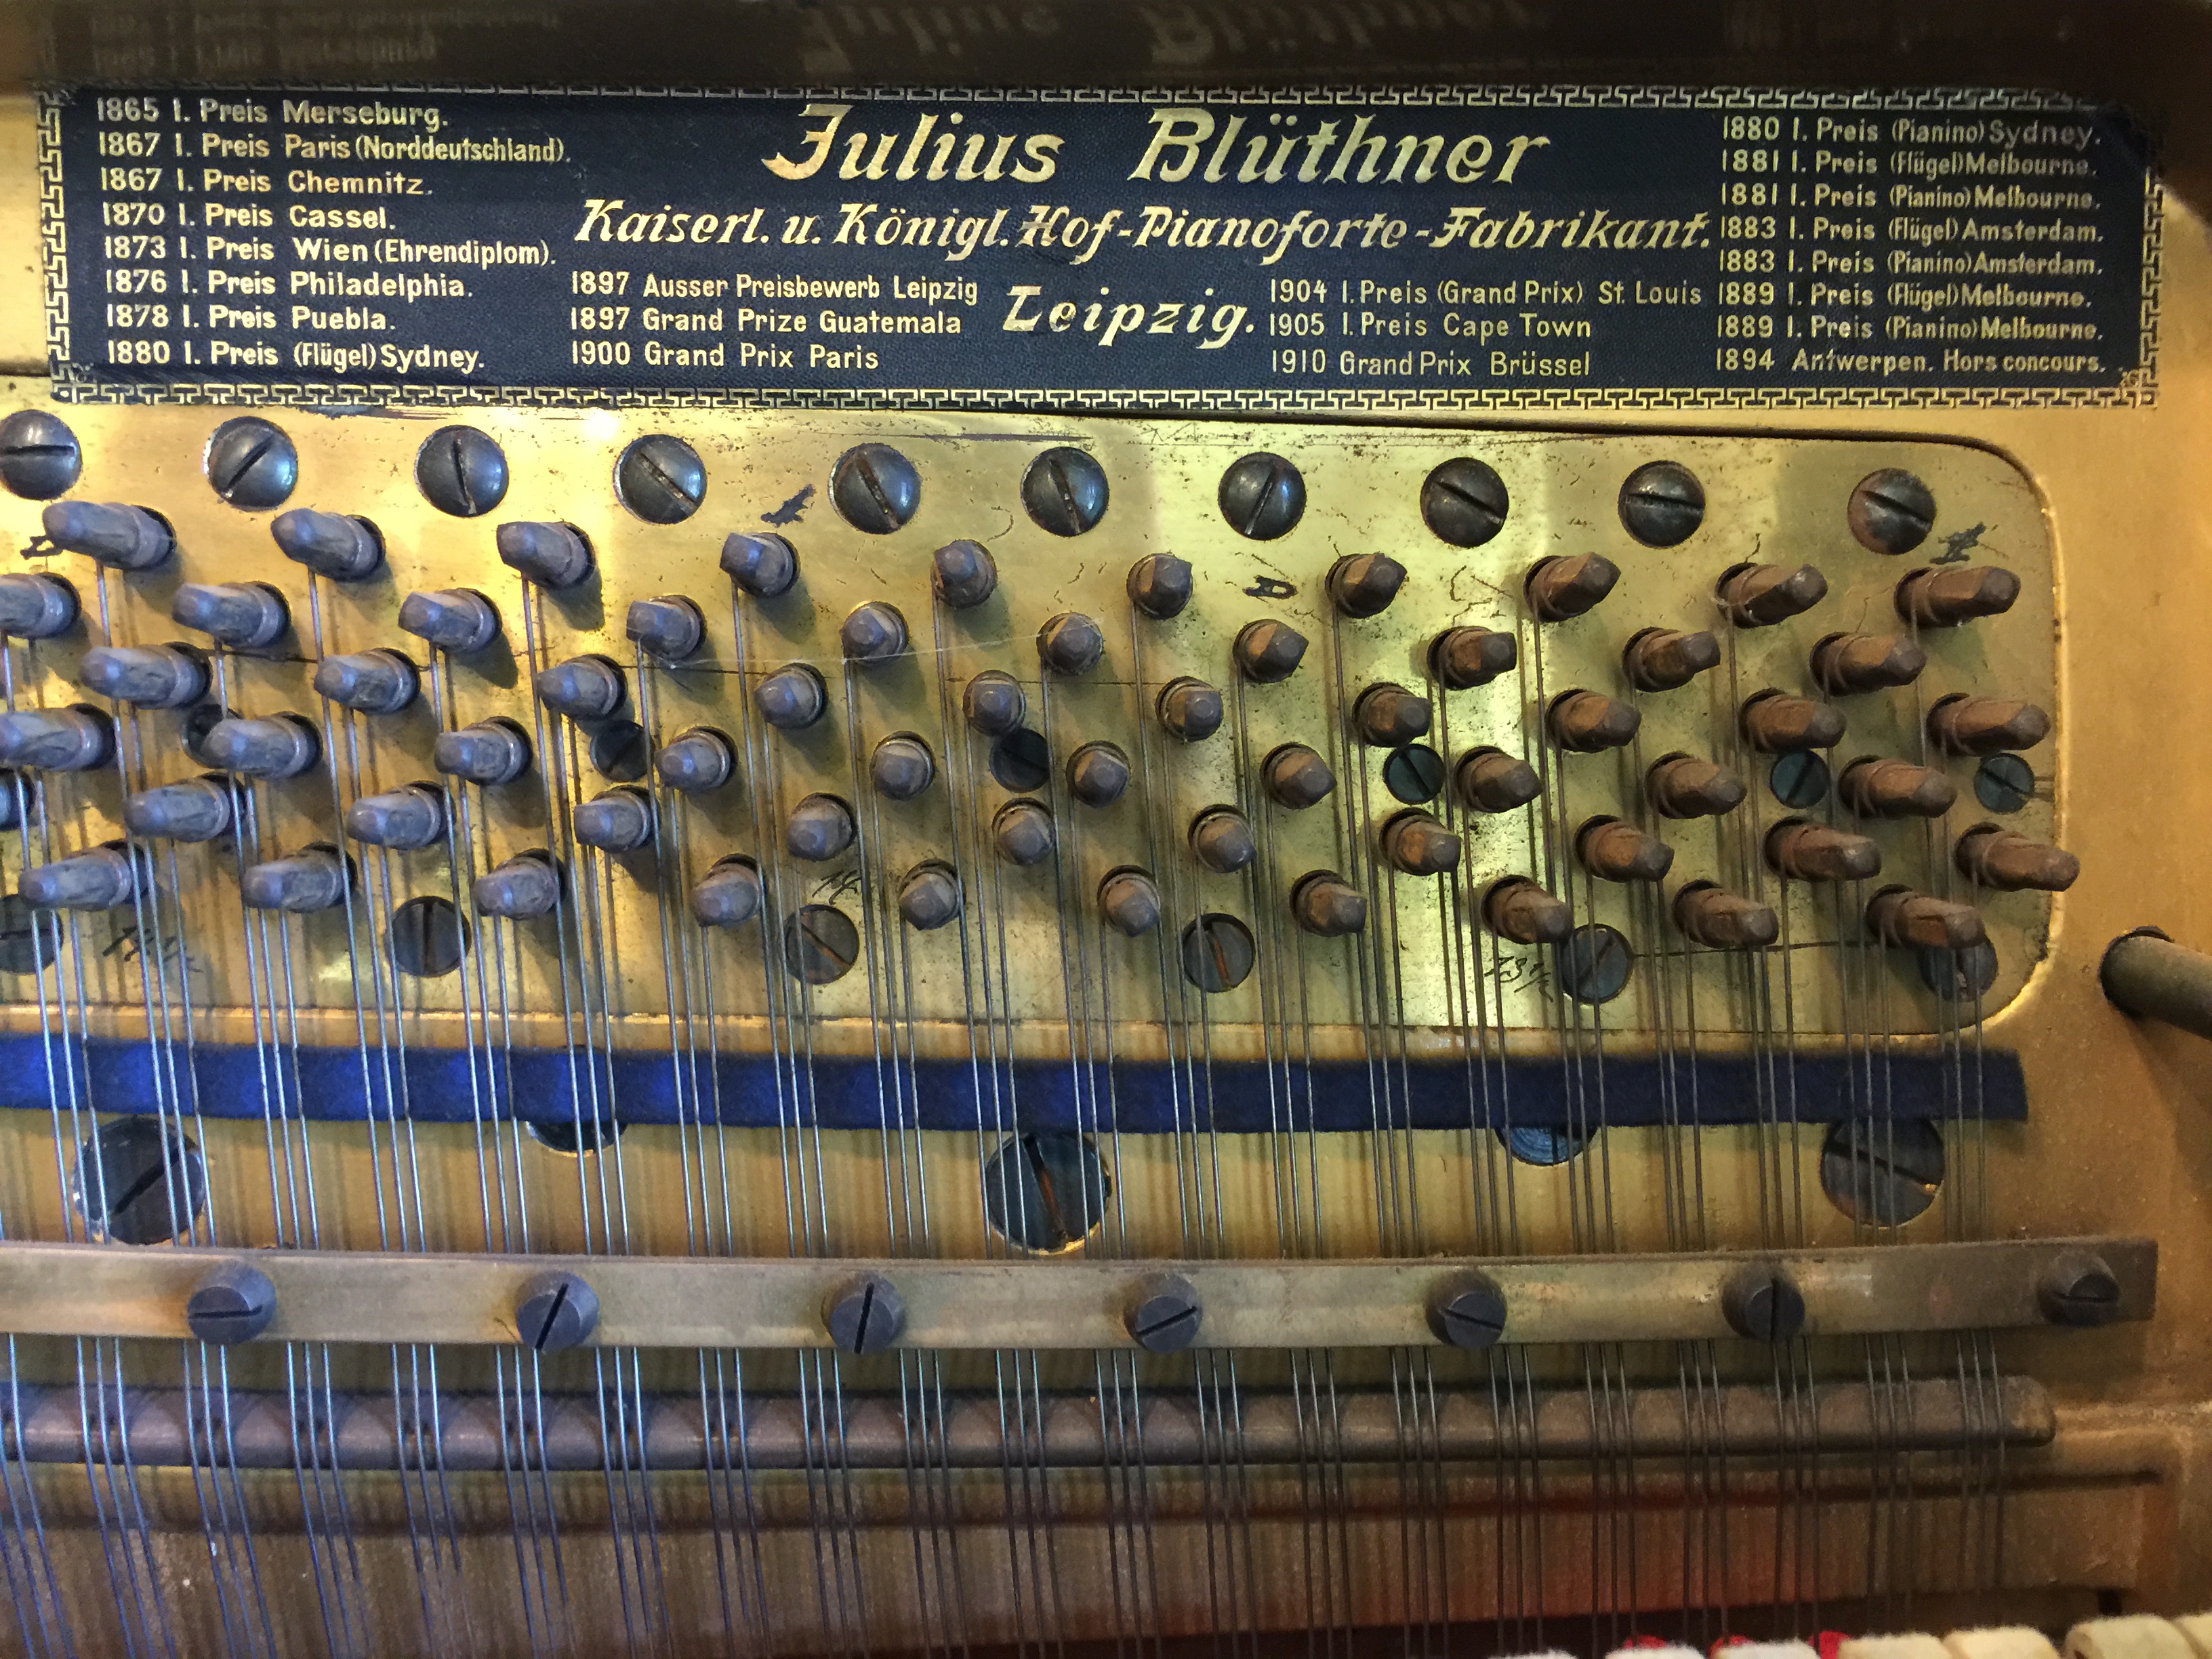 1865 I. Preis Merseburg.
1867 I. Preis Paris (Norddeutschland).
1867 I. Preis Chemnitz.
1870 I. Preis Cassel.
1873 I. Preis Wien (Ehrendiplom).
1876 I. Preis Philadelphia.
1878 I. Preis Puebla.
1880 I. Preis (Flügel) Sydney.
Julius Blüthner
Kaiserl. u. Königl. Hof-Pianoforte-Fabrikant.
1897 Ausser Preisbewerb Leipzig
1897 Grand Prize Guatemala
1900 Grand Prix Paris
Leipzig.
1904 I. Preis (Grand Prix) St. Louis
1905 I. Preis Cape Town
1910 Grand Prix Brüssel
1880 I. Preis (Pianino) Sydney.
1881 I. Preis (Flügel) Melbourne.
1881 I. Preis (Pianino) Melbourne.
1883 I. Preis (Flügel) Amsterdam.
1883 I. Preis (Pianino) Amsterdam.
1889 I. Preis (Flügel) Melbourne.
1889 I. Preis (Pianino) Melbourne.
1894 Antwerpen. Hors concours.
D
13 1/2